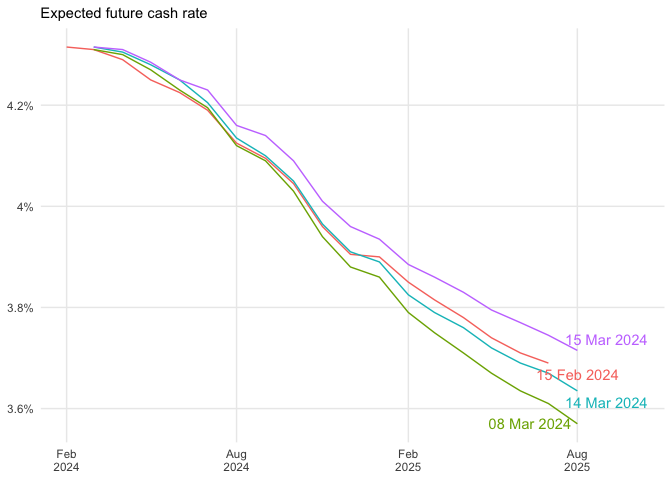 Expected future cash rate
4.2%
4%
3.8%
3.6%
15 Mar 2024
15 Feb 2024
14 Mar 2024
08 Mar 2024
Feb Aug Feb Aug
2024 2024 2025 2025